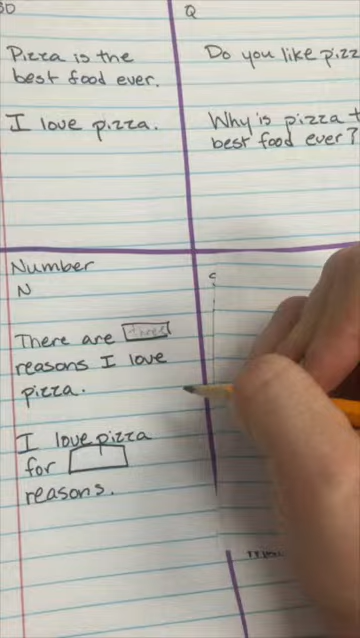 Q
Pizza is the
best food ever.
I love pizza.
Do you like pizz
Why is pizza t
best food ever?
Number
N
There are three
reasons I love
pizza.
I love pizza
for
reasons.